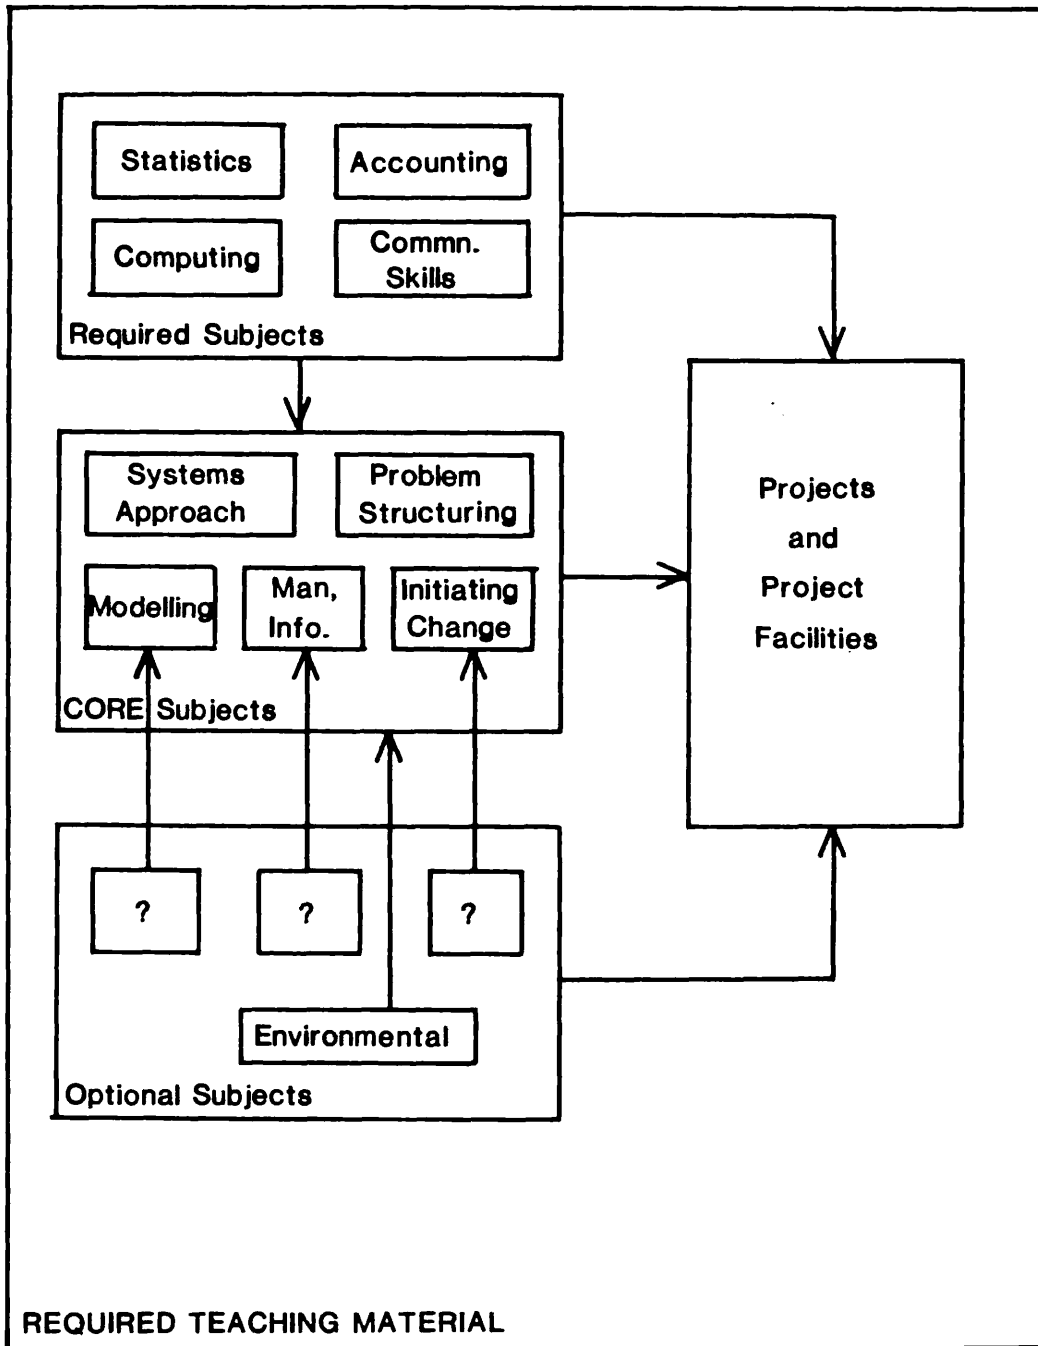 Statistics
Accounting
Computing
Commn.
Skills
Required Subjects
Systems
Approach
Problem
Structuring
Modelling
Man,
Info.
Initiating
Change
CORE Subjects
Projects
and
Project
Facilities
?
?
?
Environmental
Optional Subjects
REQUIRED TEACHING MATERIAL